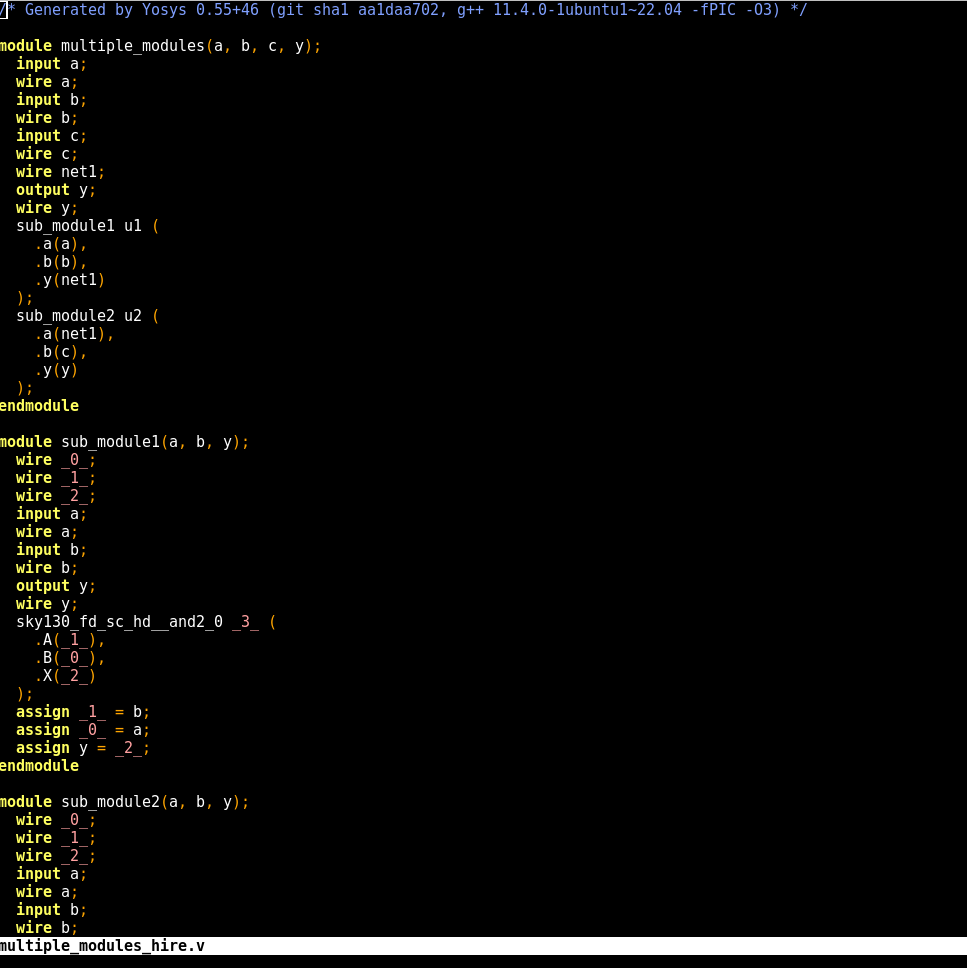 /* Generated by Yosys 0.55+46 (git sha1 aa1daa702, g++ 11.4.0-1ubuntu1~22.04 -fPIC -O3) */
module multiple_modules(a, b, c, y);
input a;
wire a;
input b;
wire b;
input c;
wire c;
wire net1;
output y;
wire y;
sub_module1 u1 (
.a(a),
.b(b),
.y(net1)
);
sub_module2 u2 (
.a(net1),
.b(c),
.y(y)
);
endmodule
module sub_module1(a, b, y);
wire _0_;
wire _1_;
wire _2_;
input a;
wire a;
input b;
wire b;
output y;
wire y;
sky130_fd_sc_hd__and2_0 _3_ (
.A(_1_),
.B(_0_),
.X(_2_)
);
assign _1_ = b;
assign _0_ = a;
assign y = _2_;
endmodule
module sub_module2(a, b, y);
wire _0_;
wire _1_;
wire _2_;
input a;
wire a;
input b;
wire b;
multiple_modules_hire.v